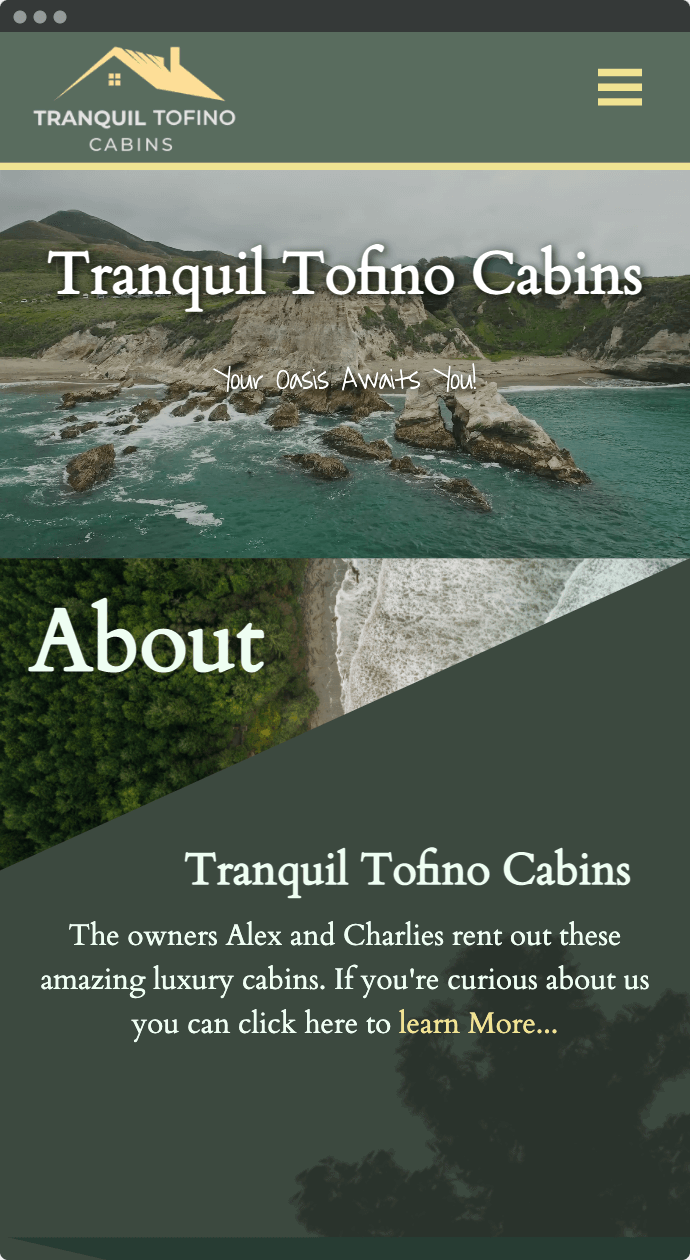 TRANQUIL TOFINO
CABINS
Tranquil Tofino Cabins
Your Oasis Awaits You!
About
Tranquil Tofino Cabins
The owners Alex and Charlies rent out these
amazing luxury cabins. If you're curious about us
you can click here to learn More...